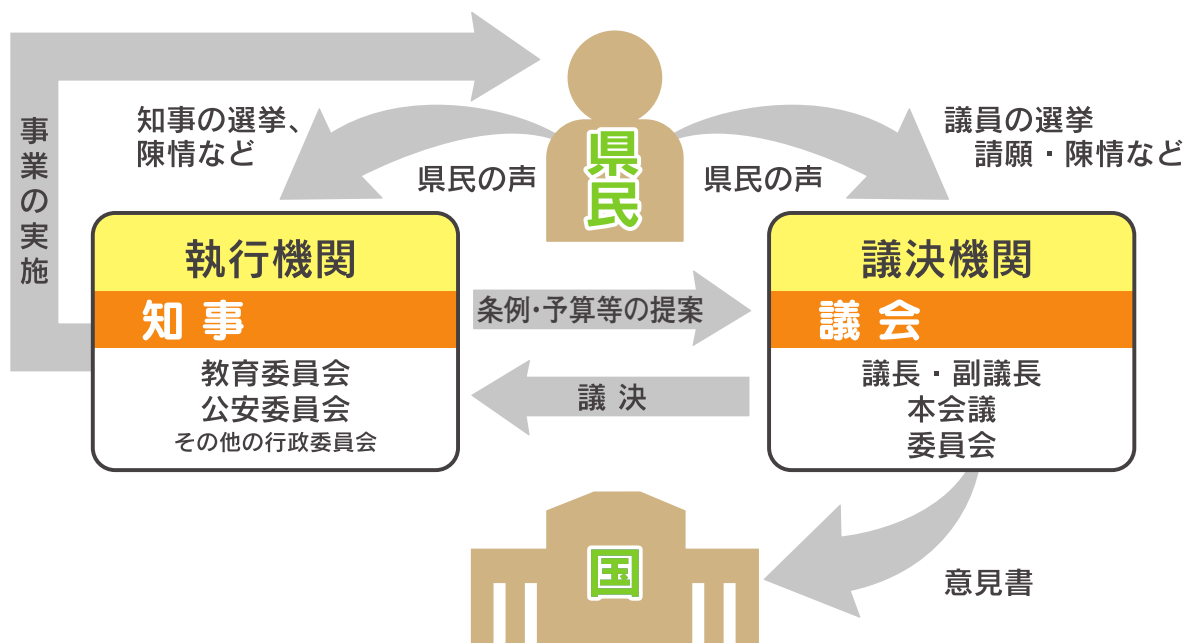 県民
知事の選挙、
陳情など
県民の声
県民の声
議員の選挙
請願・陳情など
事業の実施
執行機関
知事
教育委員会
公安委員会
その他の行政委員会
条例・予算等の提案
議決
議決機関
議会
議長・副議長
本会議
委員会
国
意見書